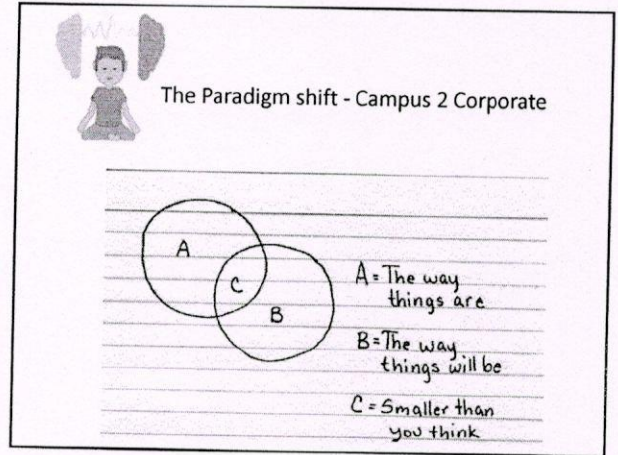 The Paradigm shift - Campus 2 Corporate
A
C
B
A = The way
things are
B = The way
things will be
C = Smaller than
you think